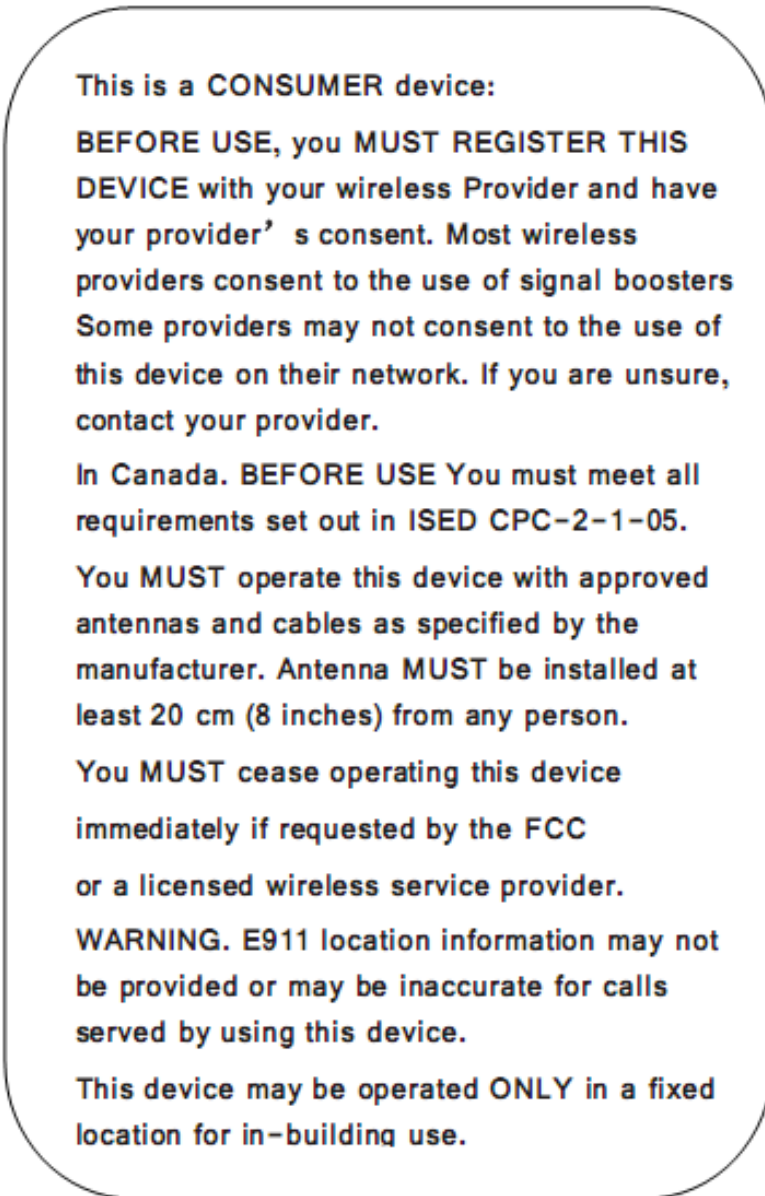 This is a CONSUMER device:
BEFORE USE, you MUST REGISTER THIS
DEVICE with your wireless Provider and have
your provider’ s consent. Most wireless
providers consent to the use of signal boosters
Some providers may not consent to the use of
this device on their network. If you are unsure,
contact your provider.
In Canada. BEFORE USE You must meet all
requirements set out in ISED CPC-2-1-05.
You MUST operate this device with approved
antennas and cables as specified by the
manufacturer. Antenna MUST be installed at
least 20 cm (8 inches) from any person.
You MUST cease operating this device
immediately if requested by the FCC
or a licensed wireless service provider.
WARNING. E911 location information may not
be provided or may be inaccurate for calls
served by using this device.
This device may be operated ONLY in a fixed
location for in-building use.